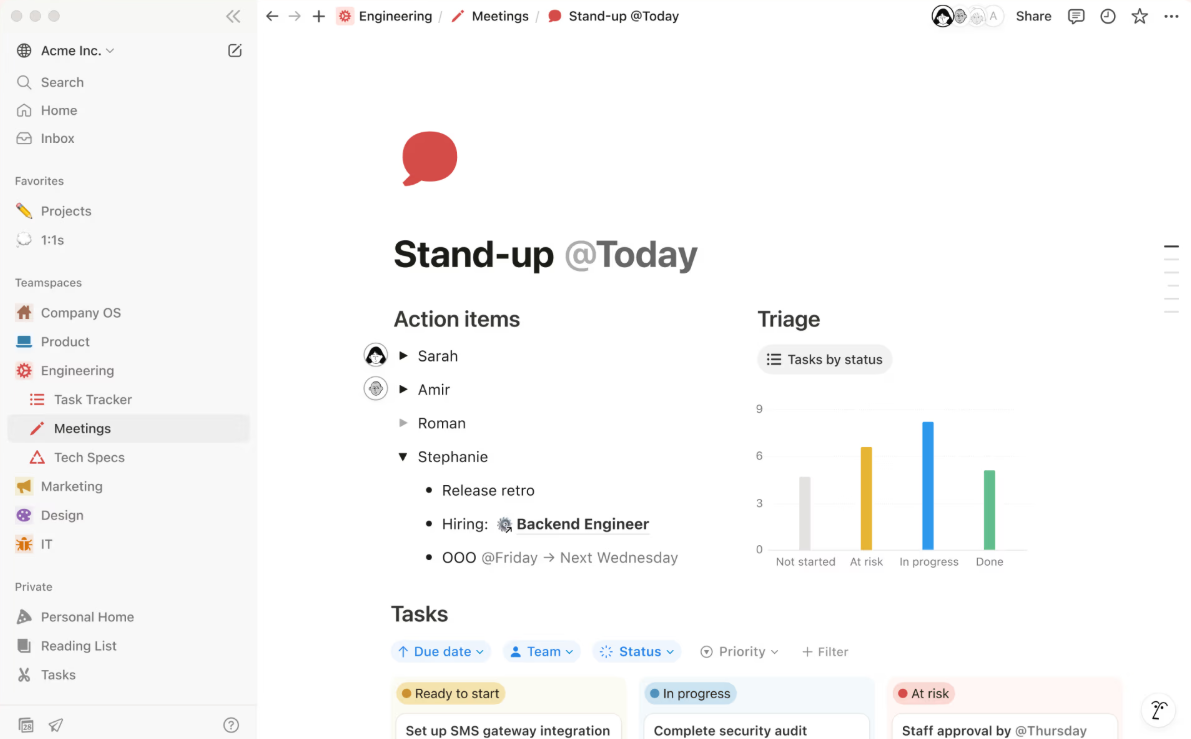 Acme Inc.
Search
Home
Inbox
Favorites
Projects
1:1s
Teamspaces
Company OS
Product
Engineering
Task Tracker
Meetings
Tech Specs
Marketing
Design
IT
Private
Personal Home
Reading List
Tasks
Engineering / Meetings / Stand-up @Today
A
Share
Stand-up @Today
Action items
Sarah
Amir
Roman
Stephanie
Release retro
Hiring: Backend Engineer
OOO @Friday → Next Wednesday
Triage
Tasks by status
9
6
3
0
Not started At risk In progress Done
Tasks
Due date Team Status Priority + Filter
Ready to start
Set up SMS gateway integration
In progress
Complete security audit
At risk
Staff approval by @Thursday